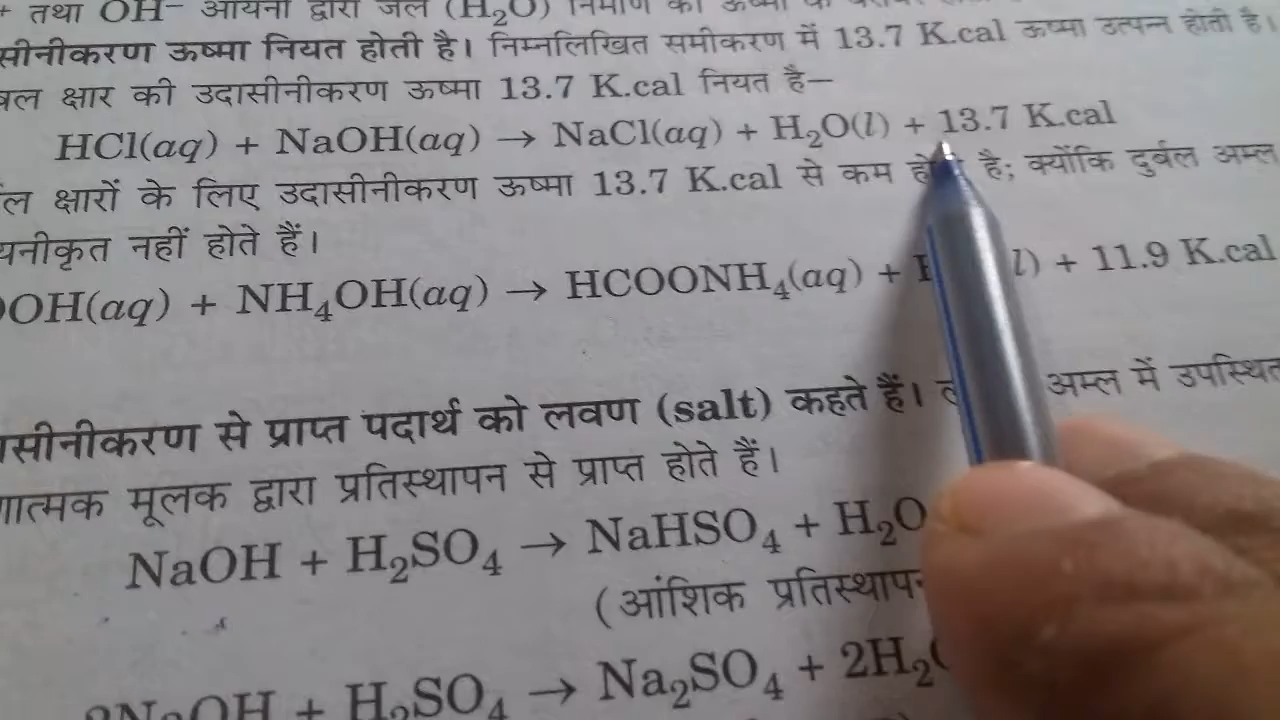 तथा OH⁻ आयनों द्वारा जल (H₂O) निर्माण की ऊष्मा के
सीनीकरण ऊष्मा नियत होती है। निम्नलिखित समीकरण में 13.7 K.cal ऊष्मा उत्पन्न होती है।
क्षार की उदासीनीकरण ऊष्मा 13.7 K.cal नियत है—
HCl(aq) + NaOH(aq) → NaCl(aq) + H₂O(l) + 13.7 K.cal
क्षारों के लिए उदासीनीकरण ऊष्मा 13.7 K.cal से कम है; क्योंकि दुर्बल अम्ल
यनीकृत नहीं होते हैं।
OOH(aq) + NH₄OH(aq) → HCOONH₄(aq) + l) + 11.9 K.cal
सीनीकरण से प्राप्त पदार्थ को लवण (salt) कहते हैं। अम्ल में उपस्थित
णात्मक मूलक द्वारा प्रतिस्थापन से प्राप्त होते हैं।
NaOH + H₂SO₄ → NaHSO₄ + H₂O
(आंशिक प्रतिस्थापन
2NaOH + H₂SO₄ → Na₂SO₄ + 2H₂